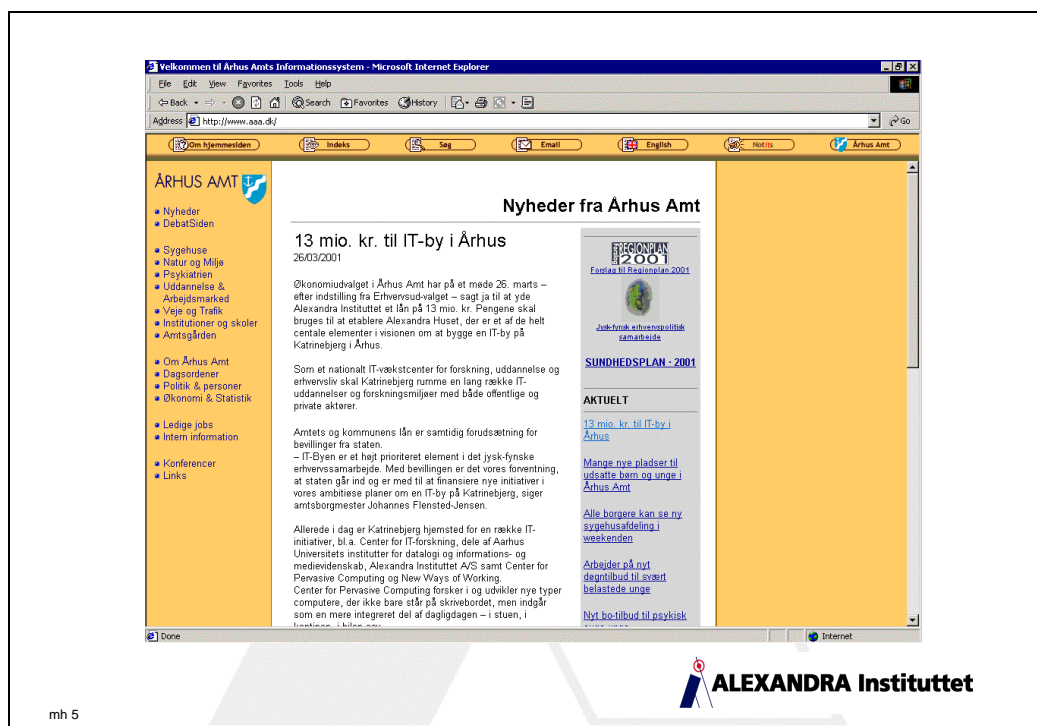 Velkommen til Århus Amts Informationssystem - Microsoft Internet Explorer
File Edit View Favorites Tools Help
Back Search Favorites History
Address http://www.aaa.dk/ Go
Om hjemmesiden Indeks Søg Email English Notits Århus Amt
ÅRHUS AMT
Nyheder
DebatSiden
Sygehuse
Natur og Miljø
Psykiatrien
Uddannelse &
Arbejdsmarked
Veje og Trafik
Institutioner og skoler
Amtsgården
Om Århus Amt
Dagsordener
Politik & personer
Økonomi & Statistik
Ledige jobs
Intern information
Konferencer
Links
Nyheder fra Århus Amt
13 mio. kr. til IT-by i Århus
26/03/2001
Økonomiudvalget i Århus Amt har på et møde 26. marts –
efter indstilling fra Erhvervsud-valget – sagt ja til at yde
Alexandra Instituttet et lån på 13 mio. kr. Pengene skal
bruges til at etablere Alexandra Huset, der er et af de helt
centale elementer i visionen om at bygge en IT-by på
Katrinebjerg i Århus.
Som et nationalt IT-vækstcenter for forskning, uddannelse og
erhvervsliv skal Katrinebjerg rumme en lang række IT-
uddannelser og forskningsmiljøer med både offentlige og
private aktører.
Amtets og kommunens lån er samtidig forudsætning for
bevillinger fra staten.
– IT-Byen er et højt prioriteret element i det jysk-fynske
erhvervssamarbejde. Med bevillingen er det vores forventning,
at staten går ind og er med til at finansiere nye initiativer i
vores ambitiøse planer om en IT-by på Katrinebjerg, siger
amtsborgmester Johannes Flensted-Jensen.
Allerede i dag er Katrinebjerg hjemsted for en række IT-
initiativer, bl.a. Center for IT-forskning, dele af Aarhus
Universitets institutter for datalogi og informations- og
medievidenskab, Alexandra Instituttet A/S samt Center for
Pervasive Computing og New Ways of Working.
Center for Pervasive Computing forsker i og udvikler nye typer
computere, der ikke bare står på skrivebordet, men indgår
som en mere integreret del af dagligdagen – i stuen, i
REGIONPLAN
2001
Forslag til Regionplan 2001
Jysk-fynsk erhvervspolitisk
samarbejde
SUNDHEDSPLAN - 2001
AKTUELT
13 mio. kr. til IT-by i
Århus
Mange nye pladser til
udsatte børn og unge i
Århus Amt
Alle borgere kan se ny
sygehusafdeling i
weekenden
Arbejder på nyt
døgntilbud til svært
belastede unge
Nyt bo-tilbud til psykisk
Done Internet
ALEXANDRA Instituttet
mh 5